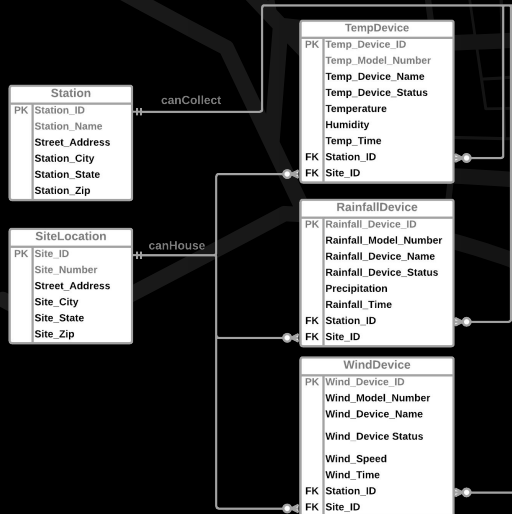 TempDevice
PK Temp_Device_ID
Temp_Model_Number
Temp_Device_Name
Temp_Device_Status
Temperature
Humidity
Temp_Time
FK Station_ID
FK Site_ID
canCollect
Station
PK Station_ID
Station_Name
Street_Address
Station_City
Station_State
Station_Zip
RainfallDevice
PK Rainfall_Device_ID
Rainfall_Model_Number
Rainfall_Device_Name
Rainfall_Device_Status
Precipitation
Rainfall_Time
FK Station_ID
FK Site_ID
SiteLocation
PK Site_ID
Site_Number
Street_Address
Site_City
Site_State
Site_Zip
canHouse
WindDevice
PK Wind_Device_ID
Wind_Model_Number
Wind_Device_Name
Wind_Device Status
Wind_Speed
Wind_Time
FK Station_ID
FK Site_ID